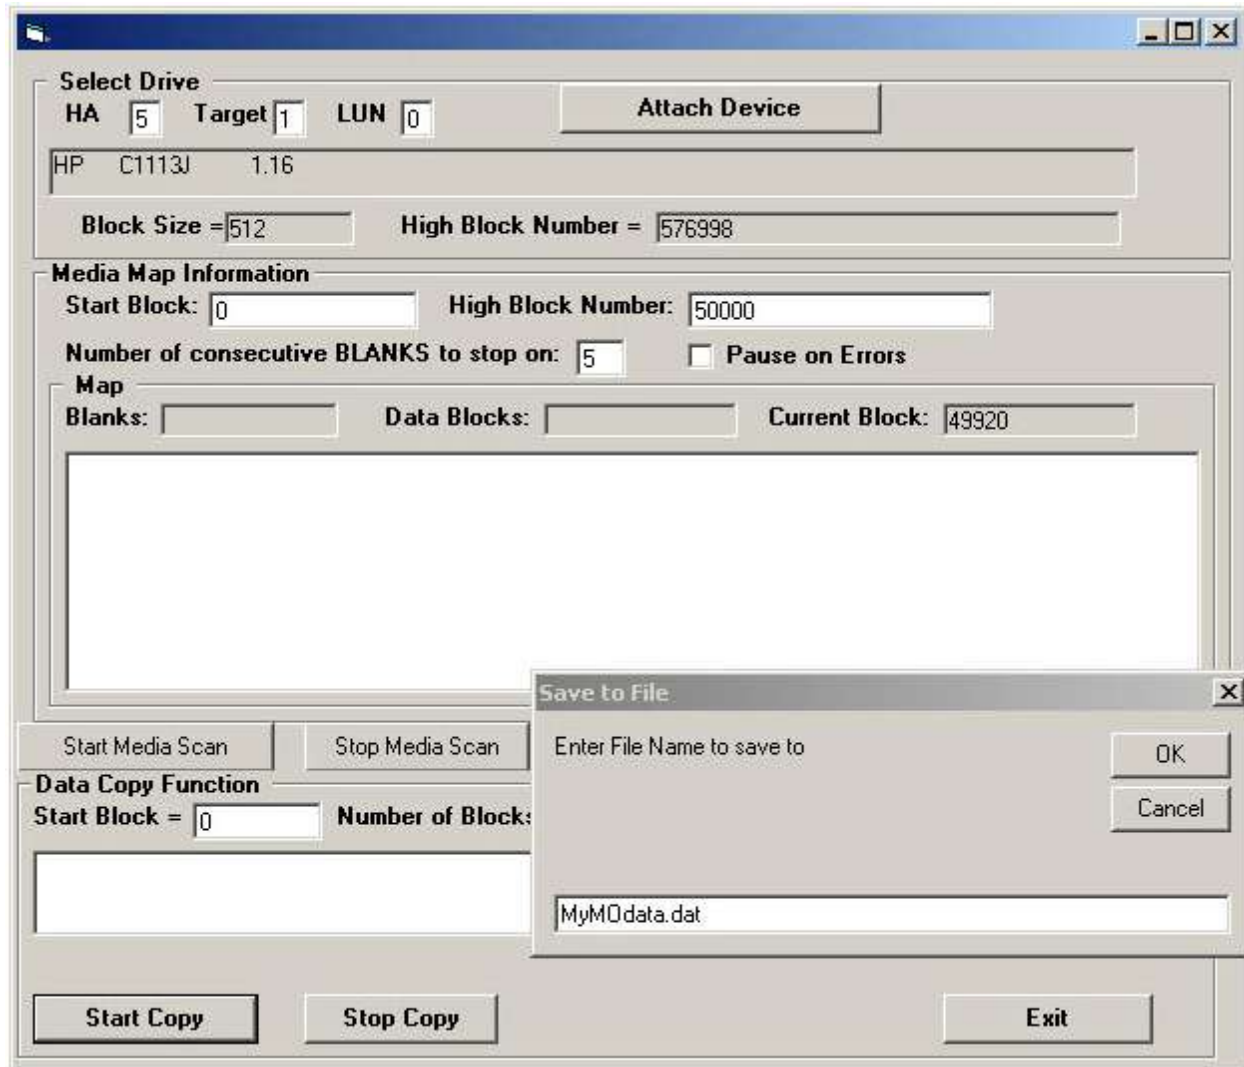 Select Drive
HA 5 Target 1 LUN 0 Attach Device
HP C1113J 1.16
Block Size = 512 High Block Number = 576998
Media Map Information
Start Block: 0 High Block Number: 50000
Number of consecutive BLANKS to stop on: 5 Pause on Errors
Map
Blanks: Data Blocks: Current Block: 49920
Save to File
Start Media Scan Stop Media Scan Enter File Name to save to OK
Data Copy Function
Start Block = 0 Number of Blocks Cancel
MyMOdata.dat
Start Copy Stop Copy Exit